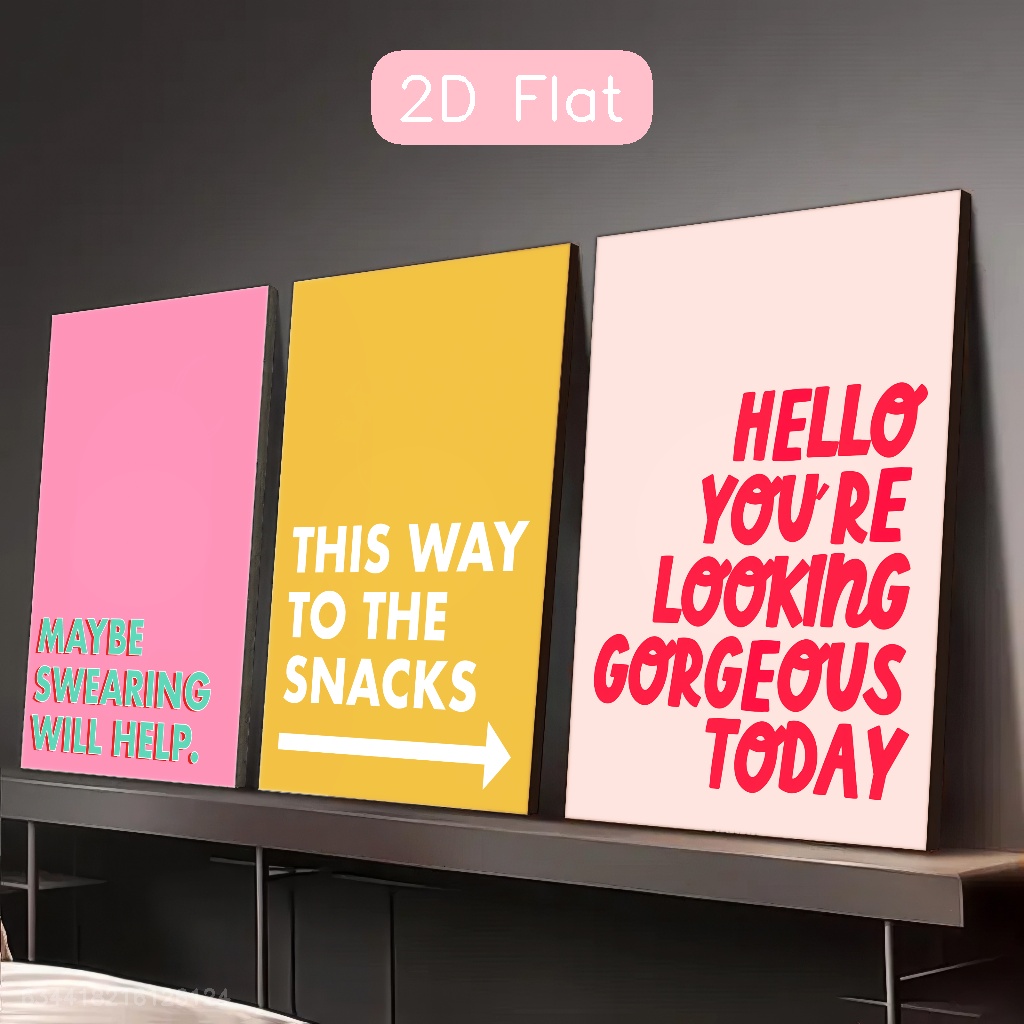 2D Flat
MAYBE
SWEARING
WILL HELP.
THIS WAY
TO THE
SNACKS
HELLO
YOU'RE
LOOKING
GORGEOUS
TODAY